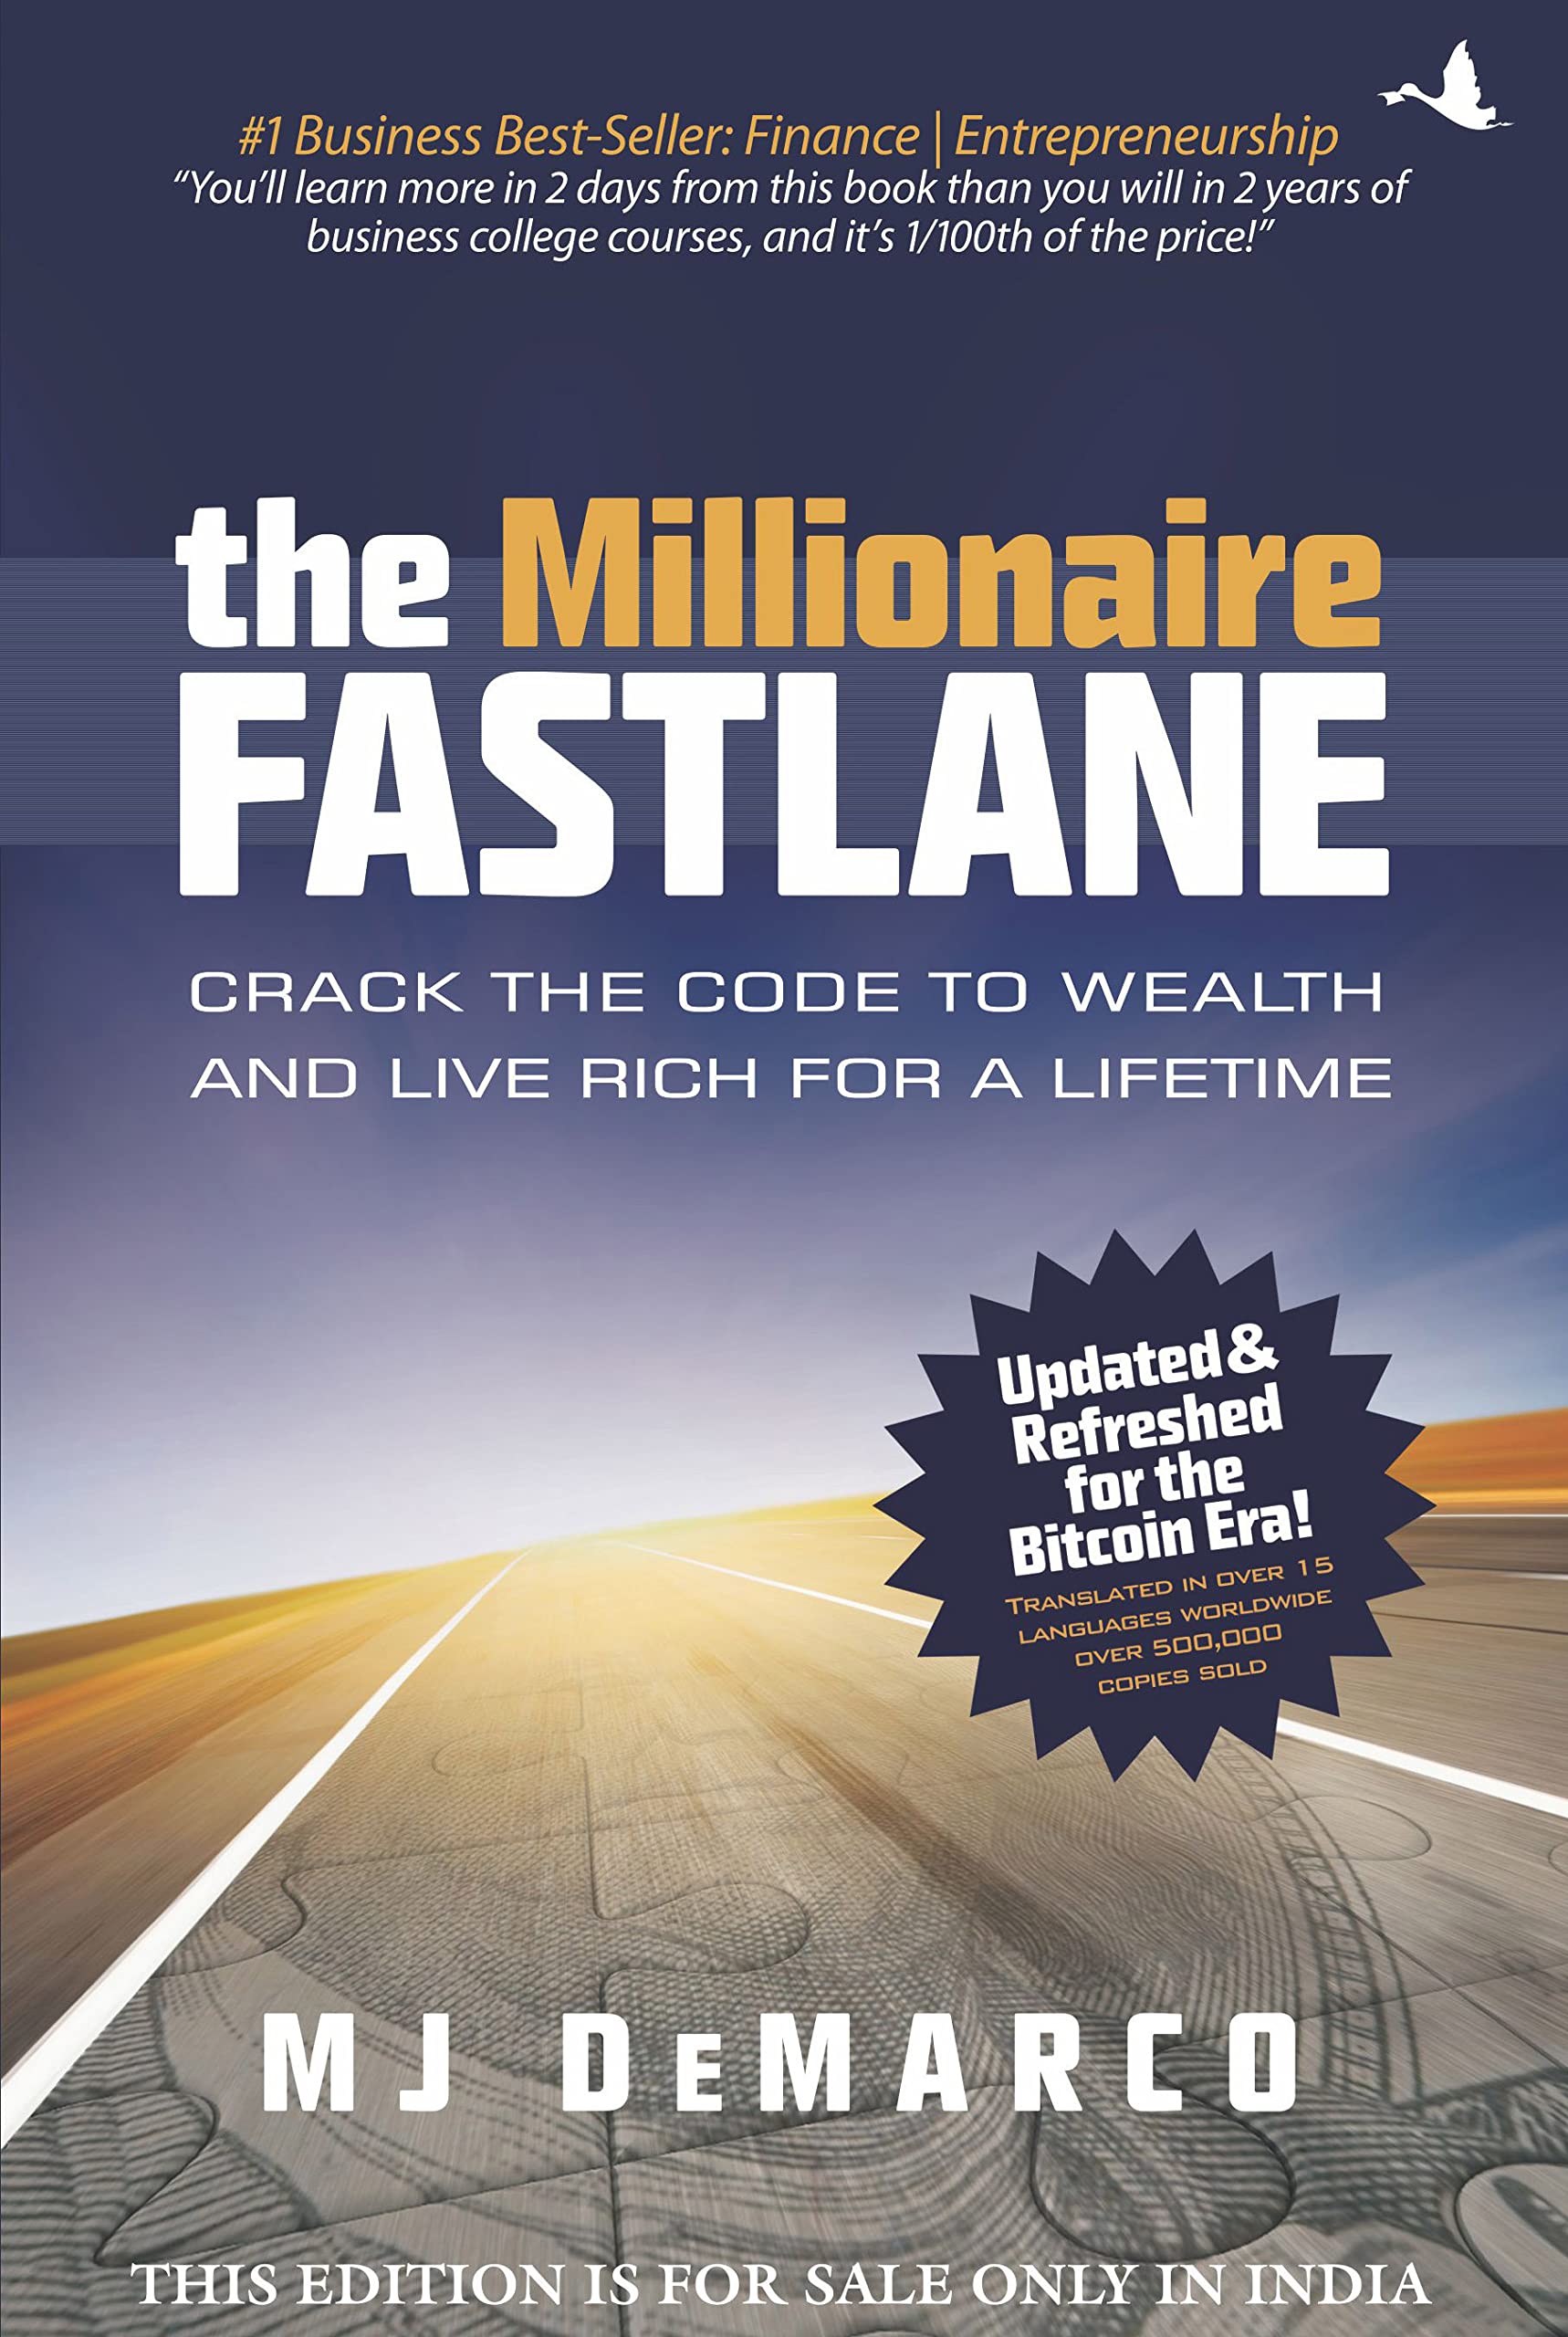 #1 Business Best-Seller: Finance | Entrepreneurship
“You’ll learn more in 2 days from this book than you will in 2 years of
business college courses, and it’s 1/100th of the price!”
the Millionaire
FASTLANE
CRACK THE CODE TO WEALTH
AND LIVE RICH FOR A LIFETIME
Updated &
Refreshed
for the
Bitcoin Era!
TRANSLATED IN OVER 15
LANGUAGES WORLDWIDE
OVER 500,000
COPIES SOLD
MJ DeMARCO
THIS EDITION IS FOR SALE ONLY IN INDIA